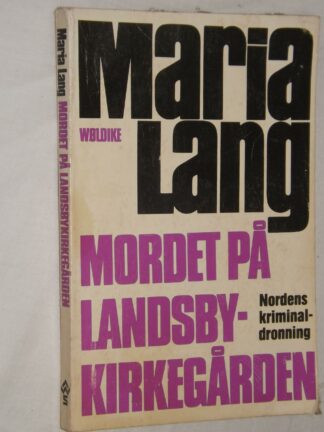 Maria Lang MORDET PÅ LANDSBYKIRKEGÅRDEN
Maria
WØLDIKE
Lang
MORDET PÅ
LANDSBY-
KIRKEGÅRDEN
Nordens
kriminal-
dronning